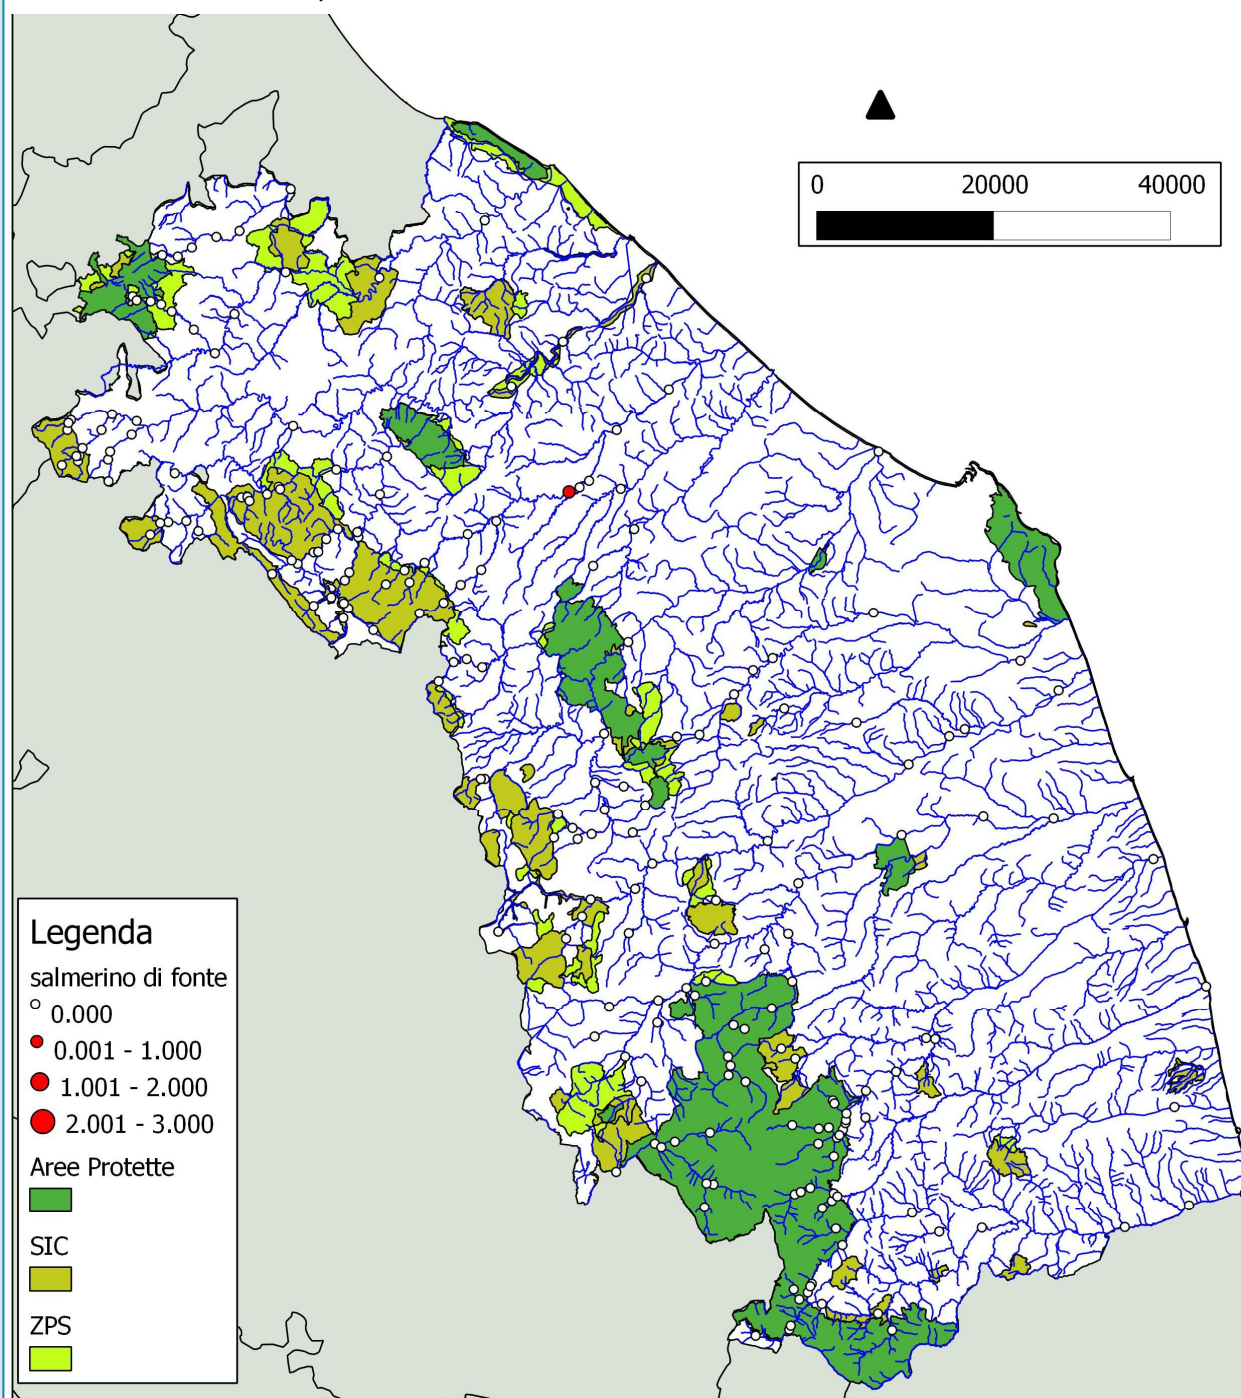 0 20000 40000
Legenda
salmerino di fonte
0.000
0.001 - 1.000
1.001 - 2.000
2.001 - 3.000
Aree Protette
SIC
ZPS